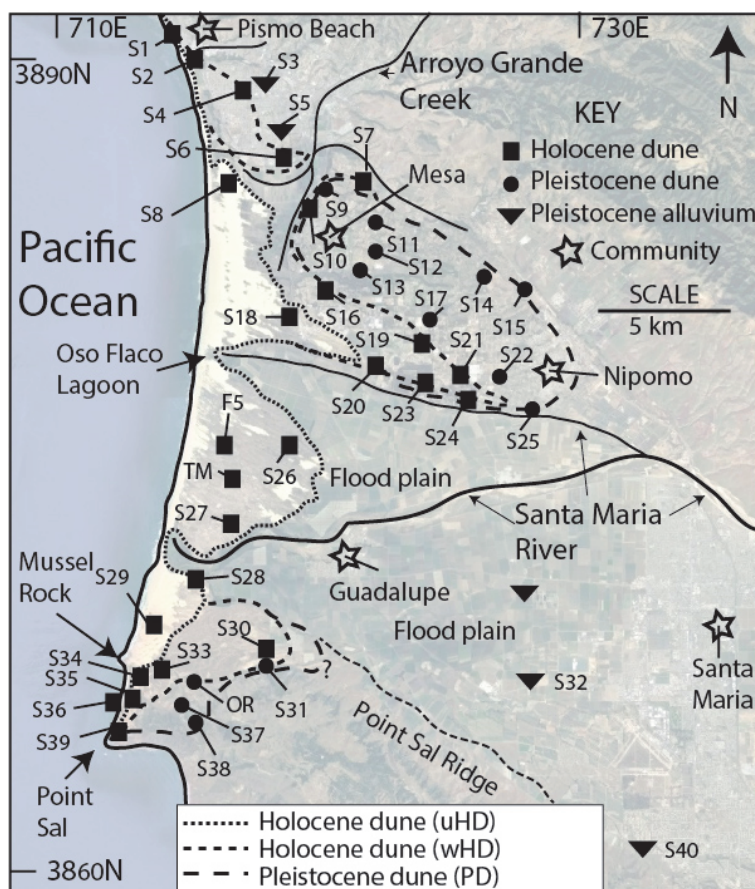 710E
730E
Pismo Beach
S1
3890N
S2
S3
Arroyo Grande
Creek
N
S4
S5
KEY
S6
S7
Holocene dune
Pleistocene dune
Pleistocene alluvium
Community
S8
Mesa
S9
S10
S11
S12
S13
Pacific
Ocean
S14
S15
SCALE
5 km
S16
S17
S18
S19
S21
S22
Oso Flaco
Lagoon
Nipomo
S20
S23
S24
S25
F5
TM
S26
Flood plain
S27
Santa Maria
River
Mussel
Rock
S28
S29
Guadalupe
Flood plain
S30
S34
S33
S35
?
S31
S32
Santa
Maria
S36
OR
S37
S39
S38
Point Sal Ridge
Point
Sal
Holocene dune (uHD)
Holocene dune (wHD)
Pleistocene dune (PD)
S40
3860N